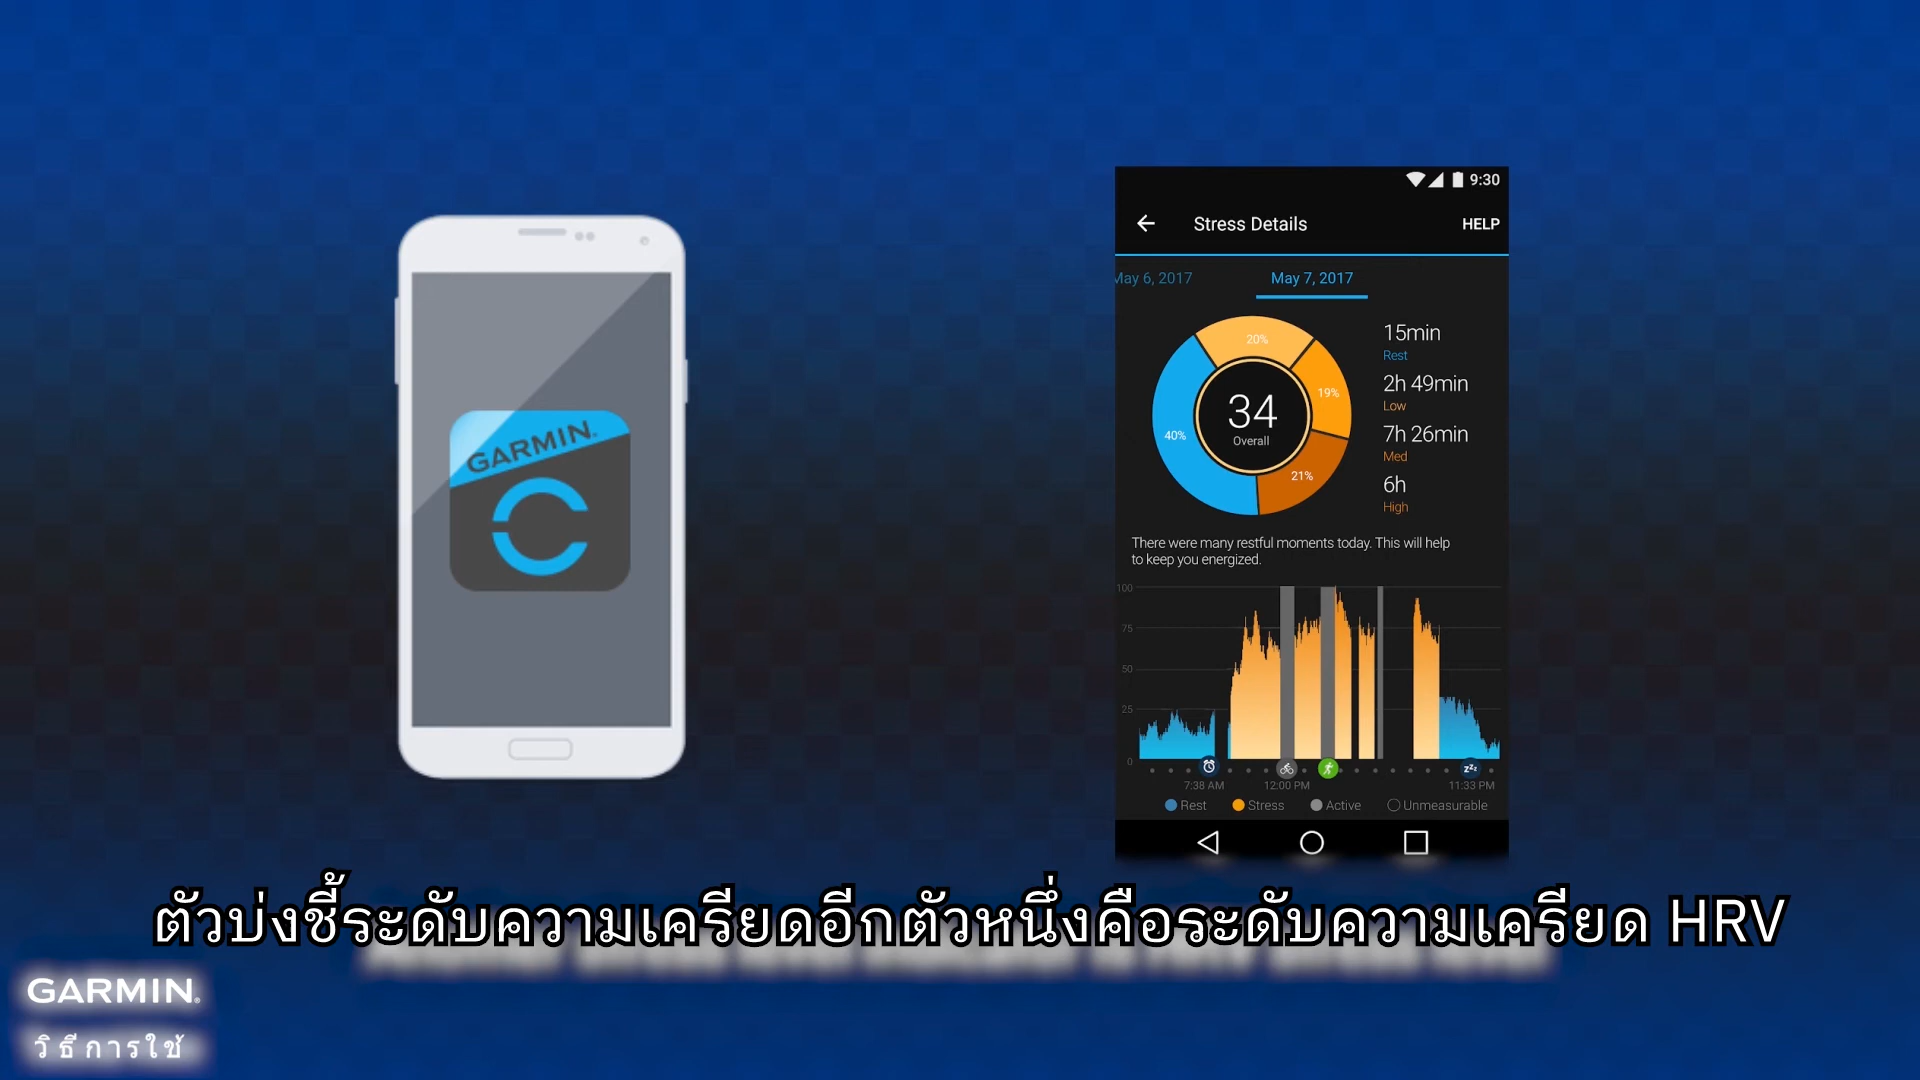 9:30
Stress Details
HELP
May 6, 2017
May 7, 2017
20%
19%
40%
21%
34
Overall
15min
Rest
2h 49min
Low
7h 26min
Med
6h
High
There were many restful moments today. This will help
to keep you energized.
100
75
50
25
0
zzz
7:38 AM
12:00 PM
11:33 PM
Rest
Stress
Active
Unmeasurable
GARMIN.
ตัวบ่งชี้ระดับความเครียดอีกตัวหนึ่งคือระดับความเครียด HRV
GARMIN.
วิธีการใช้